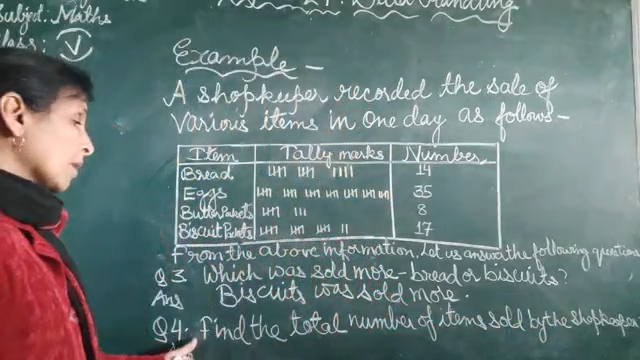 Subject: Maths
Class: V
Data Handling
Example -
A shopkeeper recorded the sale of
various items in one day as follows-
Item Tally marks Number
Bread 14
Eggs 35
Butter Packets 8
Biscuit Packets 17
From the above information, Let us answer the following questions
Q3 Which was sold more - bread or biscuits?
Ans Biscuits was sold more.
Q4. Find the total number of items sold by the shopkeeper